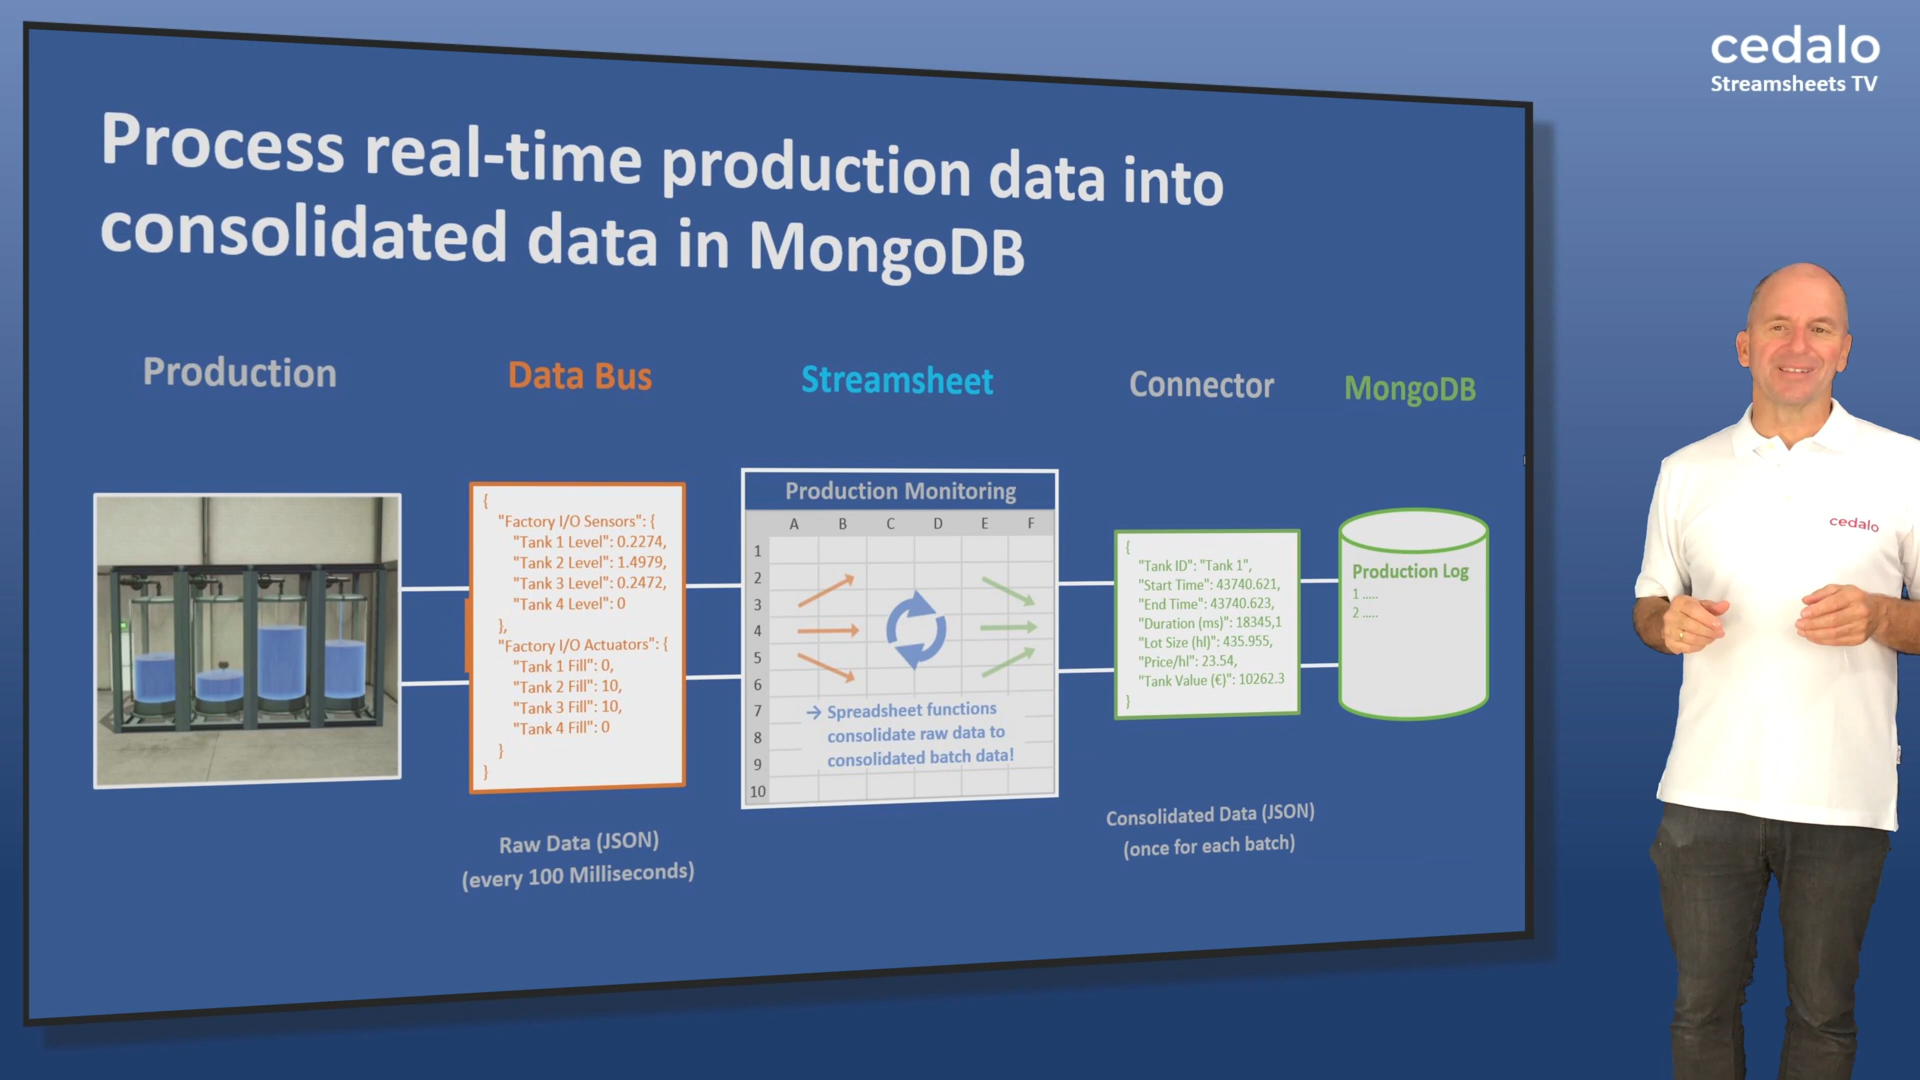 cedalo
Streamsheets TV
Process real-time production data into
consolidated data in MongoDB
Production
Data Bus
Streamsheet
Connector
MongoDB
{
"Factory I/O Sensors": {
"Tank 1 Level": 0.2274,
"Tank 2 Level": 1.4979,
"Tank 3 Level": 0.2472,
"Tank 4 Level": 0
},
"Factory I/O Actuators": {
"Tank 1 Fill": 0,
"Tank 2 Fill": 10,
"Tank 3 Fill": 10,
"Tank 4 Fill": 0
}
}
Raw Data (JSON)
(every 100 Milliseconds)
Production Monitoring
A B C D E F
1
2
3
4
5
6
7
8
9
10
→ Spreadsheet functions
consolidate raw data to
consolidated batch data!
{
"Tank ID": "Tank 1",
"Start Time": 43740.621,
"End Time": 43740.623,
"Duration (ms)": 18345,1
"Lot Size (hl)": 435.955,
"Price/hl": 23.54,
"Tank Value (€)": 10262.3
}
Consolidated Data (JSON)
(once for each batch)
Production Log
1 .....
2 .....
cedalo